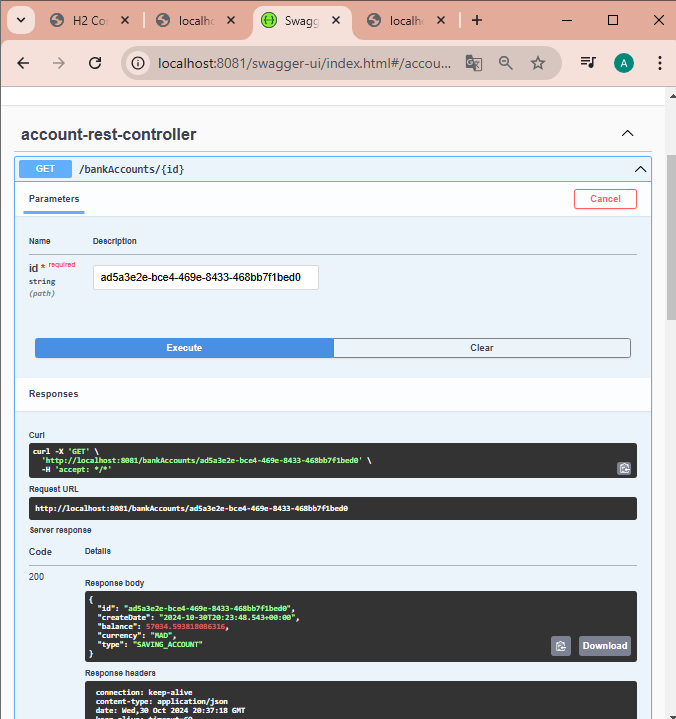 H2 Co
localh
Swagg
localh
localhost:8081/swagger-ui/index.html#/accou...
A
account-rest-controller
GET /bankAccounts/{id}
Parameters
Cancel
Name Description
id * required
string
(path)
ad5a3e2e-bce4-469e-8433-468bb7f1bed0
Execute
Clear
Responses
Curl
curl -X 'GET' \
'http://localhost:8081/bankAccounts/ad5a3e2e-bce4-469e-8433-468bb7f1bed0' \
-H 'accept: */*'
Request URL
http://localhost:8081/bankAccounts/ad5a3e2e-bce4-469e-8433-468bb7f1bed0
Server response
Code Details
200
Response body
{
"id": "ad5a3e2e-bce4-469e-8433-468bb7f1bed0",
"createDate": "2024-10-30T20:23:48.543+00:00",
"balance": 57034.593818086316,
"currency": "MAD",
"type": "SAVING_ACCOUNT"
}
Download
Response headers
connection: keep-alive
content-type: application/json
date: Wed,30 Oct 2024 20:37:18 GMT